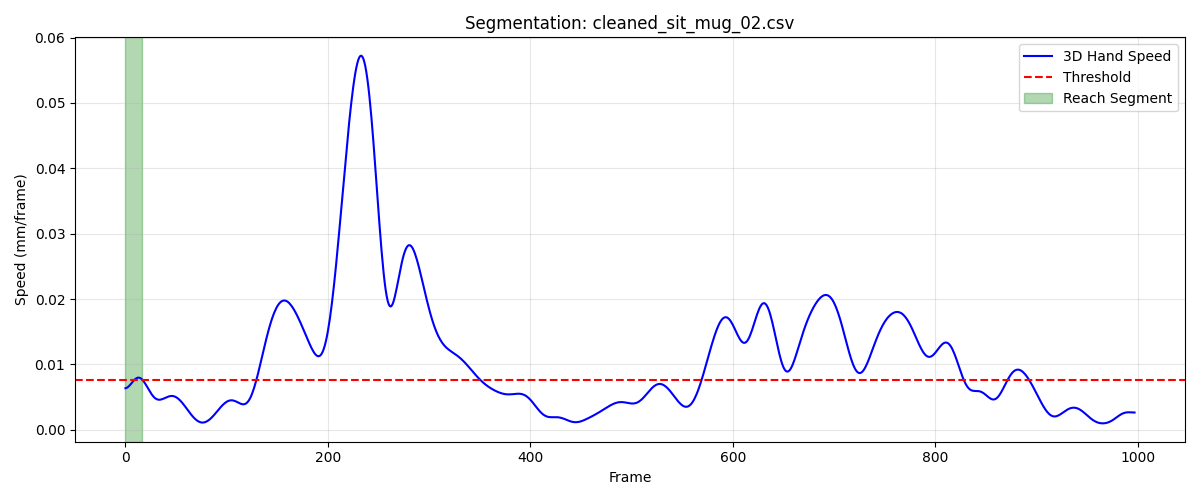 Segmentation: cleaned_sit_mug_02.csv
3D Hand Speed
Threshold
Reach Segment
Speed (mm/frame)
0.06
0.05
0.04
0.03
0.02
0.01
0.00
0 200 400 600 800 1000
Frame